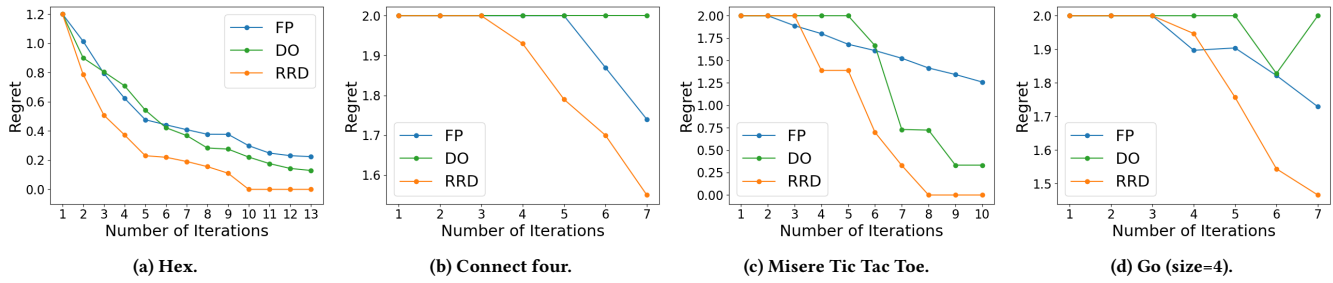 1.2
1.0
0.8
0.6
0.4
0.2
0.0
Regret
FP
DO
RRD
1 2 3 4 5 6 7 8 9 10 11 12 13
Number of Iterations
(a) Hex.
2.0
1.9
1.8
1.7
1.6
Regret
FP
DO
RRD
1 2 3 4 5 6 7
Number of Iterations
(b) Connect four.
2.00
1.75
1.50
1.25
1.00
0.75
0.50
0.25
0.00
Regret
FP
DO
RRD
1 2 3 4 5 6 7 8 9 10
Number of Iterations
(c) Misere Tic Tac Toe.
2.0
1.9
1.8
1.7
1.6
1.5
Regret
FP
DO
RRD
1 2 3 4 5 6 7
Number of Iterations
(d) Go (size=4).